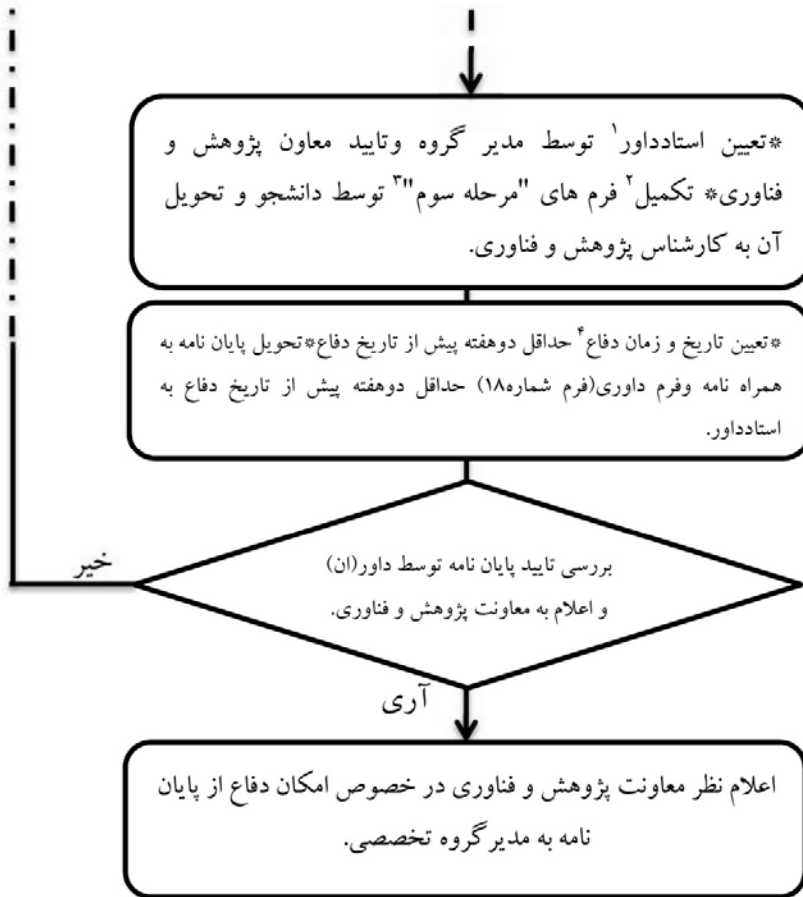 *تعیین استادداور۱ توسط مدیر گروه وتایید معاون پژوهش و
فناوری* تکمیل۲ فرم های "مرحله سوم"۳ توسط دانشجو و تحویل
آن به کارشناس پژوهش و فناوری.
*تعیین تاریخ و زمان دفاع۴ حداقل دوهفته پیش از تاریخ دفاع*تحویل پایان نامه به
همراه نامه وفرم داوری(فرم شماره۱۸) حداقل دوهفته پیش از تاریخ دفاع به
استادداور.
خیر
بررسی تایید پایان نامه توسط داور(ان)
و اعلام به معاونت پژوهش و فناوری.
آری
اعلام نظر معاونت پژوهش و فناوری در خصوص امکان دفاع از پایان
نامه به مدیرگروه تخصصی.